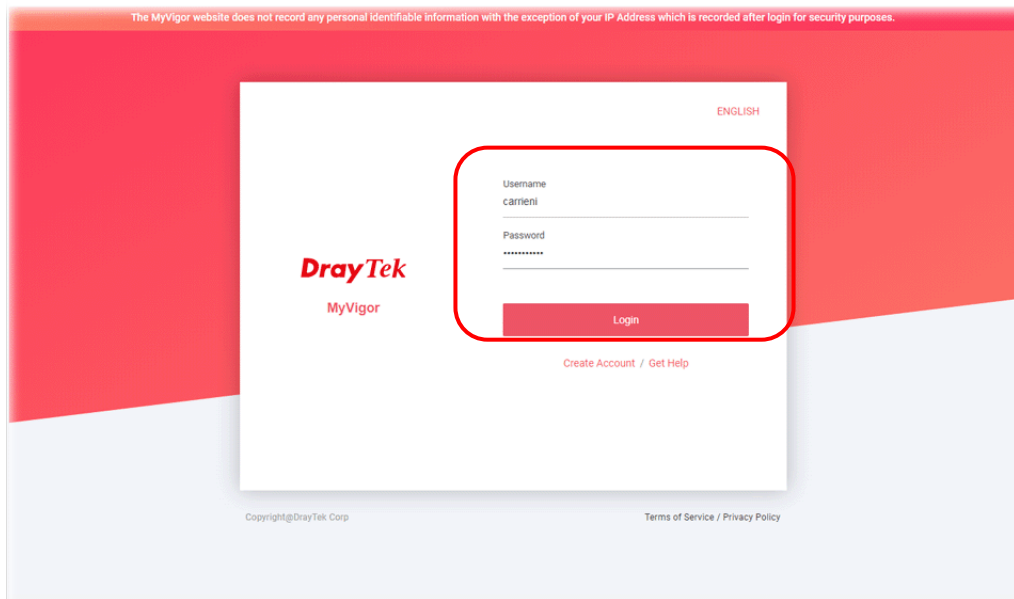 The MyVigor website does not record any personal identifiable information with the exception of your IP Address which is recorded after login for security purposes.
ENGLISH
Username
carrieni
Password
•••••••••••
DrayTek
MyVigor
Login
Create Account / Get Help
Copyright@DrayTek Corp
Terms of Service / Privacy Policy